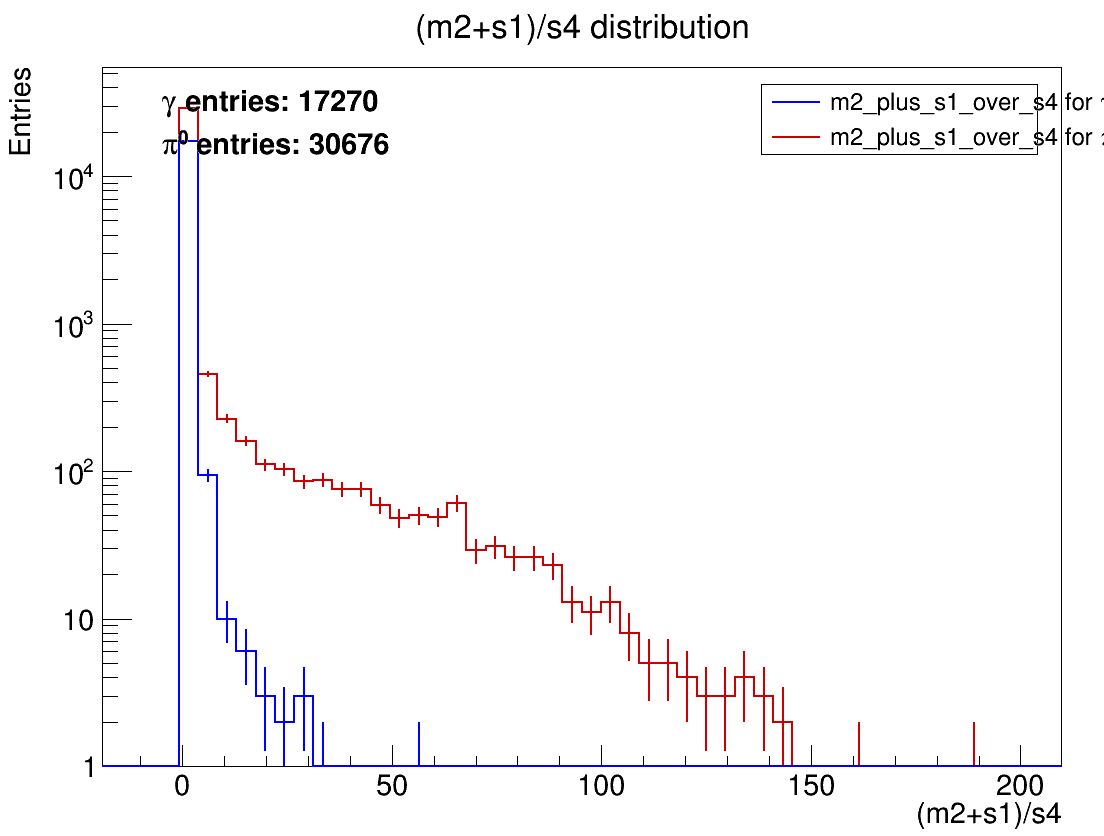 (m2+s1)/s4 distribution
Entries
γ entries: 17270
π⁰ entries: 30676
m2_plus_s1_over_s4 for
m2_plus_s1_over_s4 for
10⁴
10³
10²
10
1
0 50 100 150 200
(m2+s1)/s4